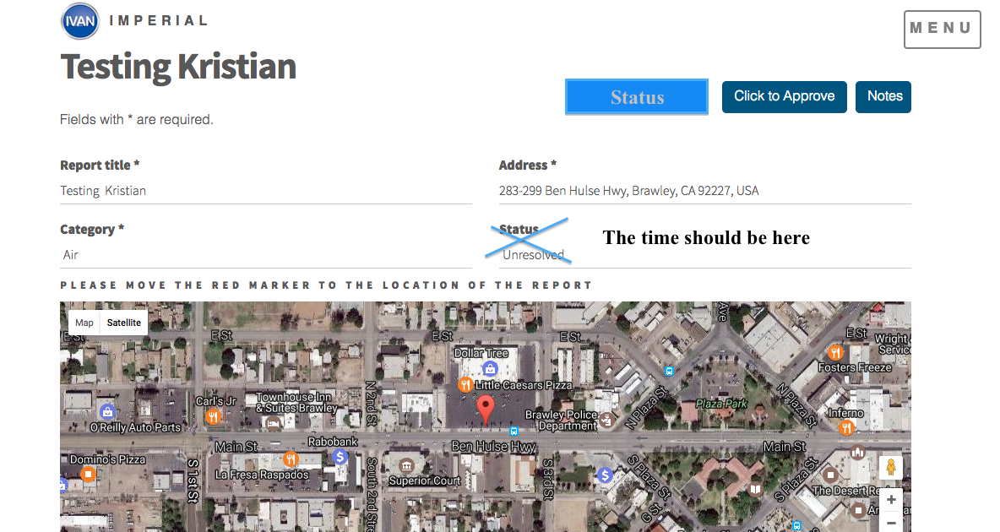 IVAN IMPERIAL
MENU
Testing Kristian
Status
Click to Approve
Notes
Fields with * are required.
Report title *
Address *
Testing Kristian
283-299 Ben Hulse Hwy, Brawley, CA 92227, USA
Category *
Status
The time should be here
Air
Unresolved
PLEASE MOVE THE RED MARKER TO THE LOCATION OF THE REPORT
Map
Satellite
E St
E St
E St
E St
E St
Ave
Wright
Service
Dollar Tree
Fosters Freeze
Little Caesars Pizza
Carl's Jr
Townhouse Inn
& Suites Brawley
N 2nd St
N Plaza St
Plaza Park
N Plaza St
Brawley Police
Department
Inferno
O'Reilly Auto Parts
Main St
Rabobank
Ben Hulse Hwy
Main St
Domino's Pizza
S 1st St
La Fresa Raspados
South 2nd Stre
Superior Court
S 3rd St
S Plaza St
S Plaza St
The Desert Re
G St
$
$
+
−